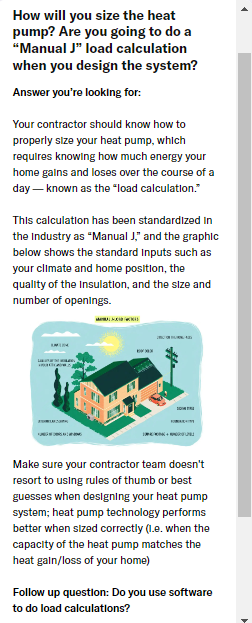 How will you size the heat
pump? Are you going to do a
“Manual J” load calculation
when you design the system?
Answer you’re looking for:
Your contractor should know how to
properly size your heat pump, which
requires knowing how much energy your
home gains and loses over the course of a
day — known as the “load calculation.”
This calculation has been standardized in
the industry as “Manual J,” and the graphic
below shows the standard inputs such as
your climate and home position, the
quality of the insulation, and the size and
number of openings.
MANUAL J LOAD FACTORS
Make sure your contractor team doesn’t
resort to using rules of thumb or best
guesses when designing your heat pump
system; heat pump technology performs
better when sized correctly (i.e. when the
capacity of the heat pump matches the
heat gain/loss of your home)
Follow up question: Do you use software
to do load calculations?